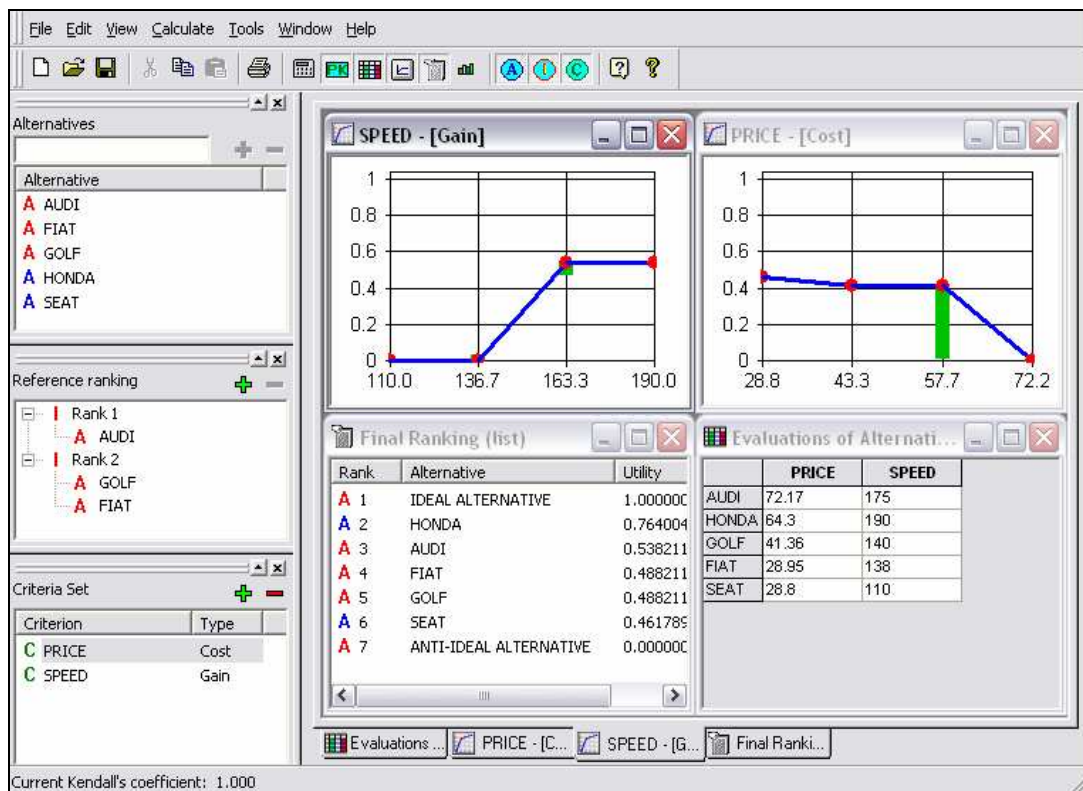 File Edit View Calculate Tools Window Help
PK A I C ? ?
Alternatives
Alternative
A AUDI
A FIAT
A GOLF
A HONDA
A SEAT
Reference ranking
I Rank 1
A AUDI
I Rank 2
A GOLF
A FIAT
Criteria Set
Criterion Type
C PRICE Cost
C SPEED Gain
SPEED - [Gain]
1
0.8
0.6
0.4
0.2
0
110.0 136.7 163.3 190.0
PRICE - [Cost]
1
0.8
0.6
0.4
0.2
0
28.8 43.3 57.7 72.2
Final Ranking (list)
Rank Alternative Utility
A 1 IDEAL ALTERNATIVE 1.000000
A 2 HONDA 0.764004
A 3 AUDI 0.538211
A 4 FIAT 0.488211
A 5 GOLF 0.488211
A 6 SEAT 0.461789
A 7 ANTI-IDEAL ALTERNATIVE 0.000000
Evaluations of Alternati...
PRICE SPEED
AUDI 72.17 175
HONDA 64.3 190
GOLF 41.36 140
FIAT 28.95 138
SEAT 28.8 110
Evaluations ... PRICE - [C... SPEED - [G... Final Ranki...
Current Kendall's coefficient: 1.000